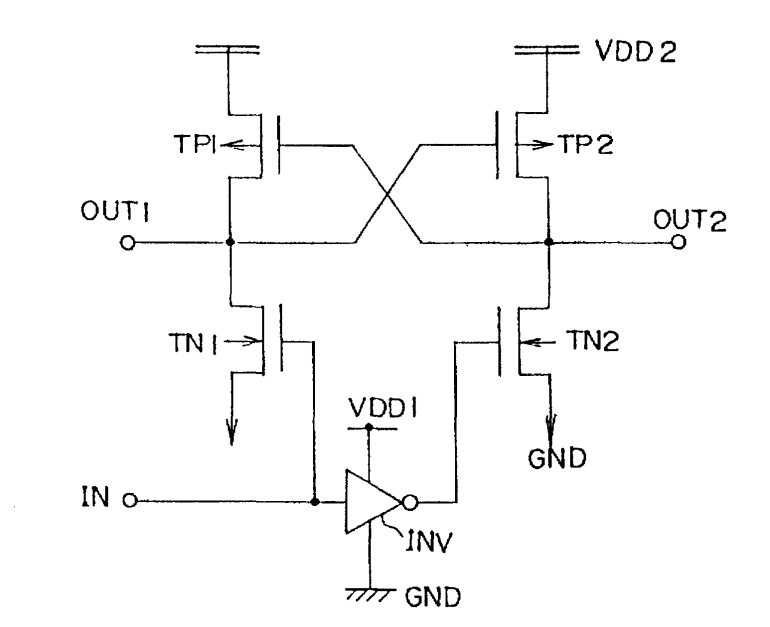 VDD2
TP1
TP2
OUT1
OUT2
TN1
TN2
VDD1
GND
IN
INV
GND